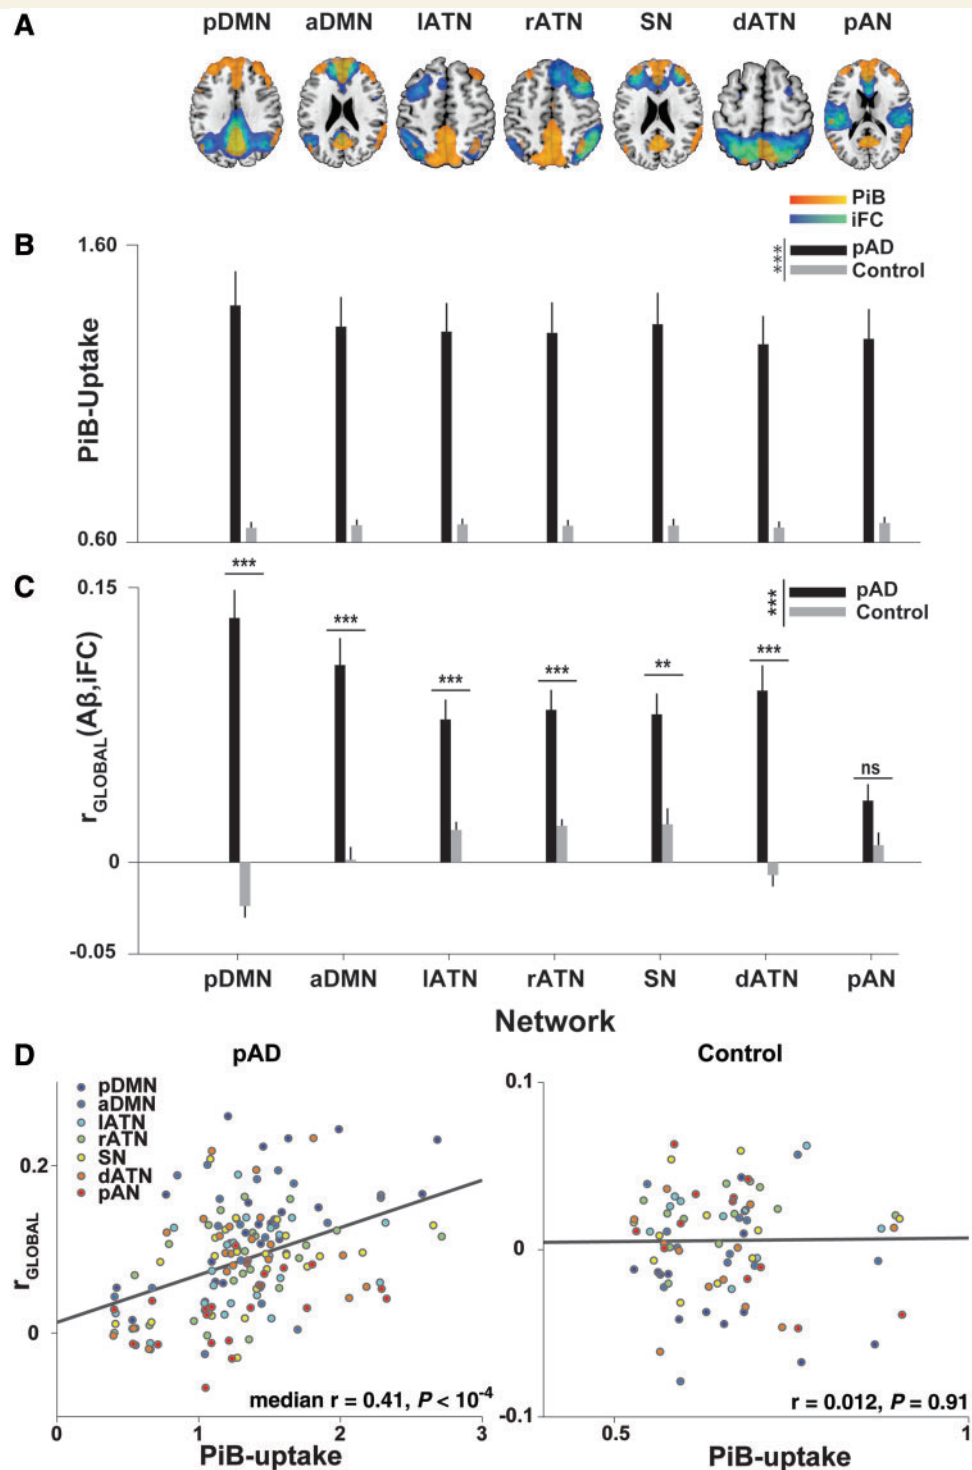 A
pDMN aDMN lATN rATN SN dATN pAN
PiB
iFC
B
1.60
PiB-Uptake
0.60
*** pAD
Control
C
0.15
rGLOBAL(Aβ,iFC)
0
-0.05
*** *** *** *** ** *** ns
*** pAD
Control
pDMN aDMN lATN rATN SN dATN pAN
Network
D
pAD
pDMN
aDMN
lATN
rATN
SN
dATN
pAN
0.2
rGLOBAL
0
median r = 0.41, P < 10-4
0 1 2 3
PiB-uptake
Control
0.1
0
-0.1
r = 0.012, P = 0.91
0.5 1
PiB-uptake